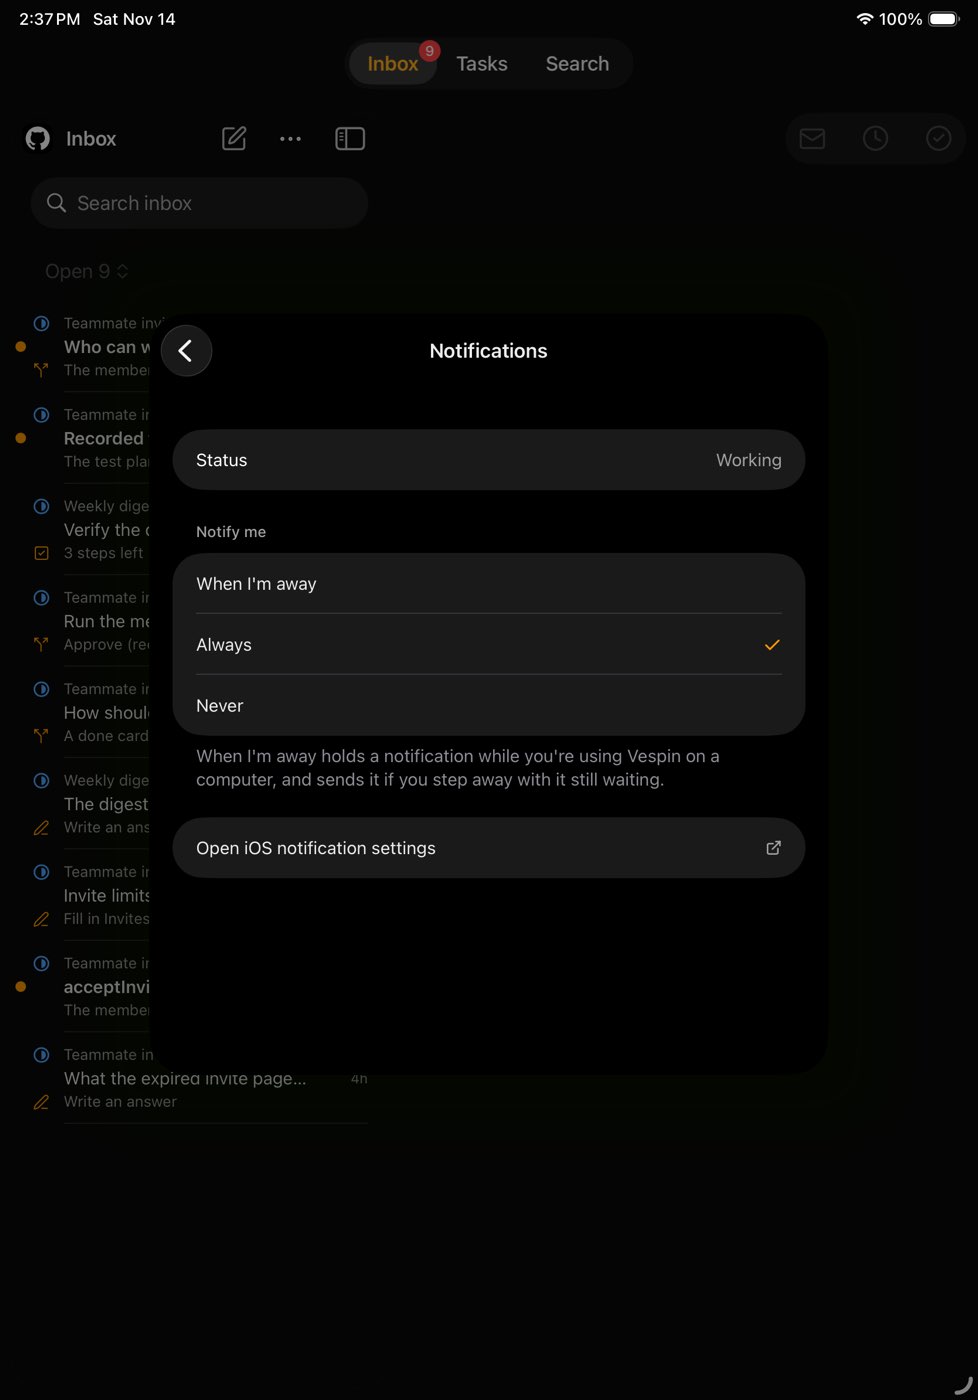 2:37 PM Sat Nov 14
100%
Inbox 9
Tasks
Search
Inbox
Search inbox
Open 9
Teammate inv
Who can w
The membe
Teammate in
Recorded
The test pla
Weekly dige
Verify the
3 steps left
Teammate in
Run the me
Approve (re
Teammate in
How shoul
A done card
Weekly dige
The digest
Write an ans
Teammate in
Invite limits
Fill in Invites
Teammate in
acceptInvi
The membe
Teammate in
What the expired invite page...
4h
Write an answer
Notifications
Status
Working
Notify me
When I'm away
Always
Never
When I'm away holds a notification while you're using Vespin on a
computer, and sends it if you step away with it still waiting.
Open iOS notification settings